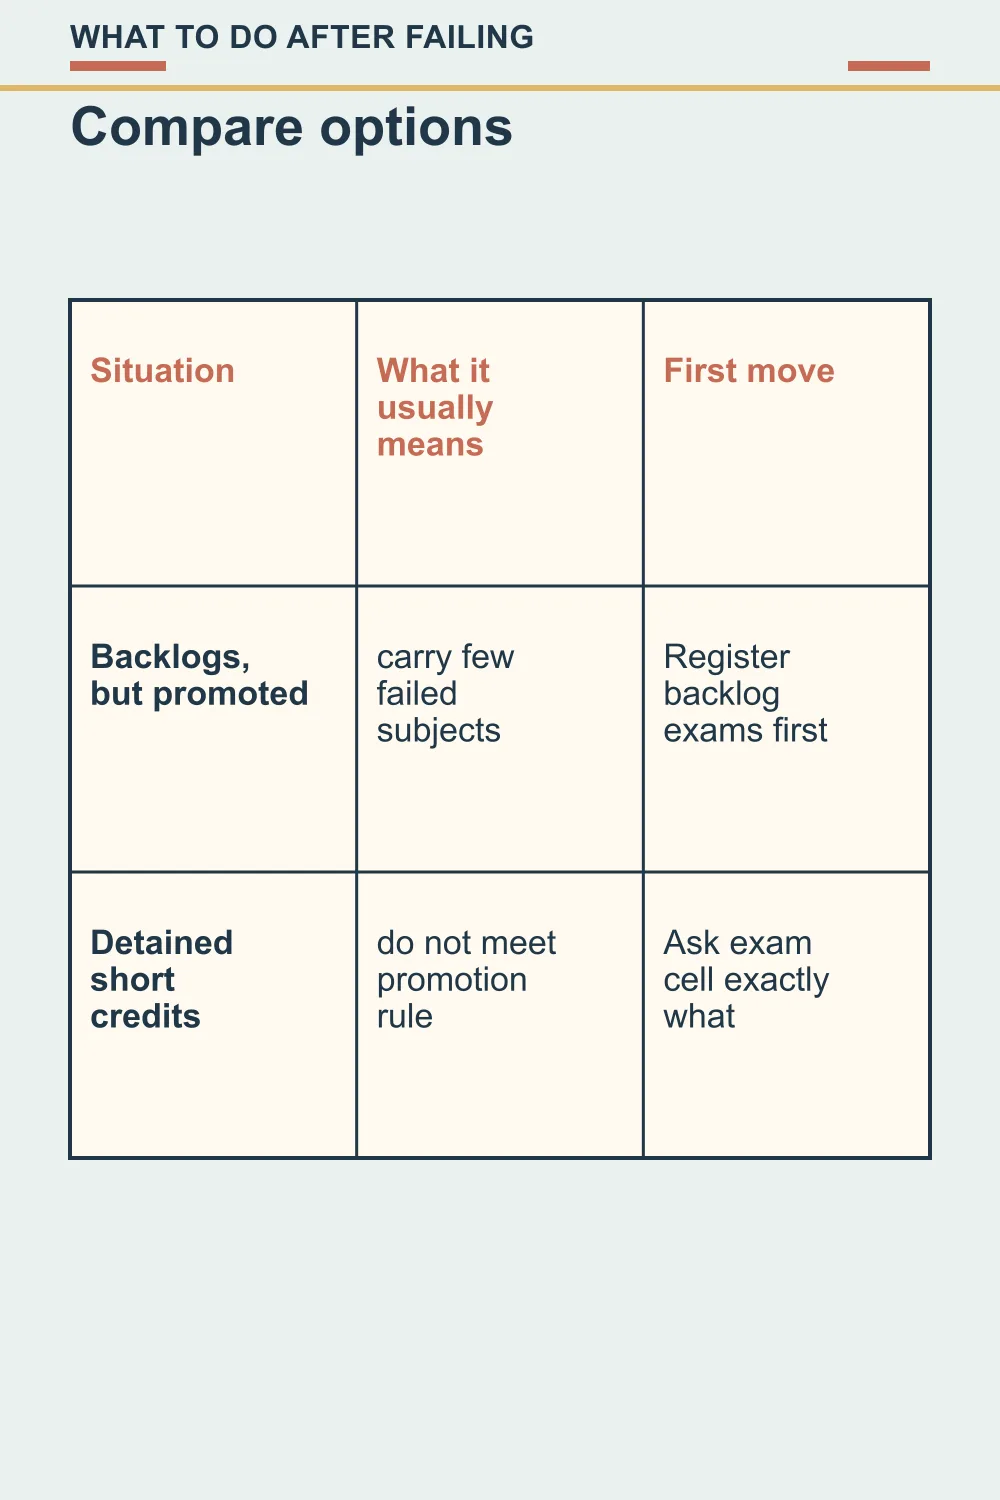 WHAT TO DO AFTER FAILING
Compare options
Situation
What it
usually
means
First move
Backlogs,
but promoted
carry few
failed
subjects
Register
backlog
exams first
Detained
short
credits
do not meet
promotion
rule
Ask exam
cell exactly
what